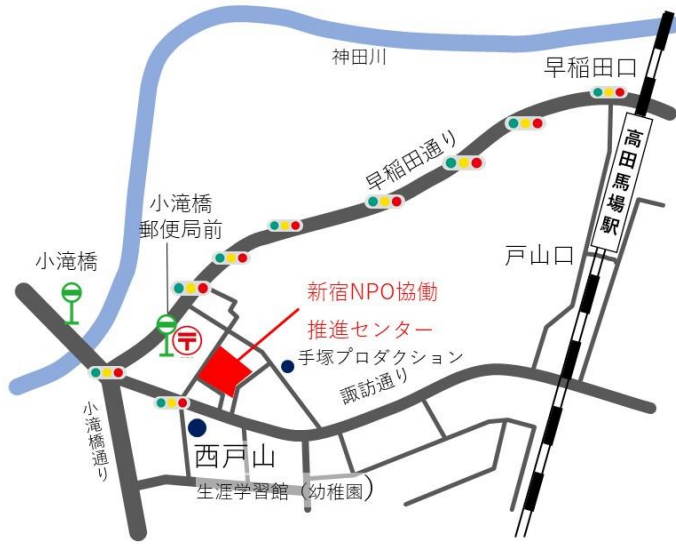 神田川
早稲田口
高田馬場駅
早稲田通り
小滝橋
郵便局前
小滝橋
戸山口
新宿NPO協働
推進センター
手塚プロダクション
諏訪通り
小滝橋通り
西戸山
生涯学習館（幼稚園）